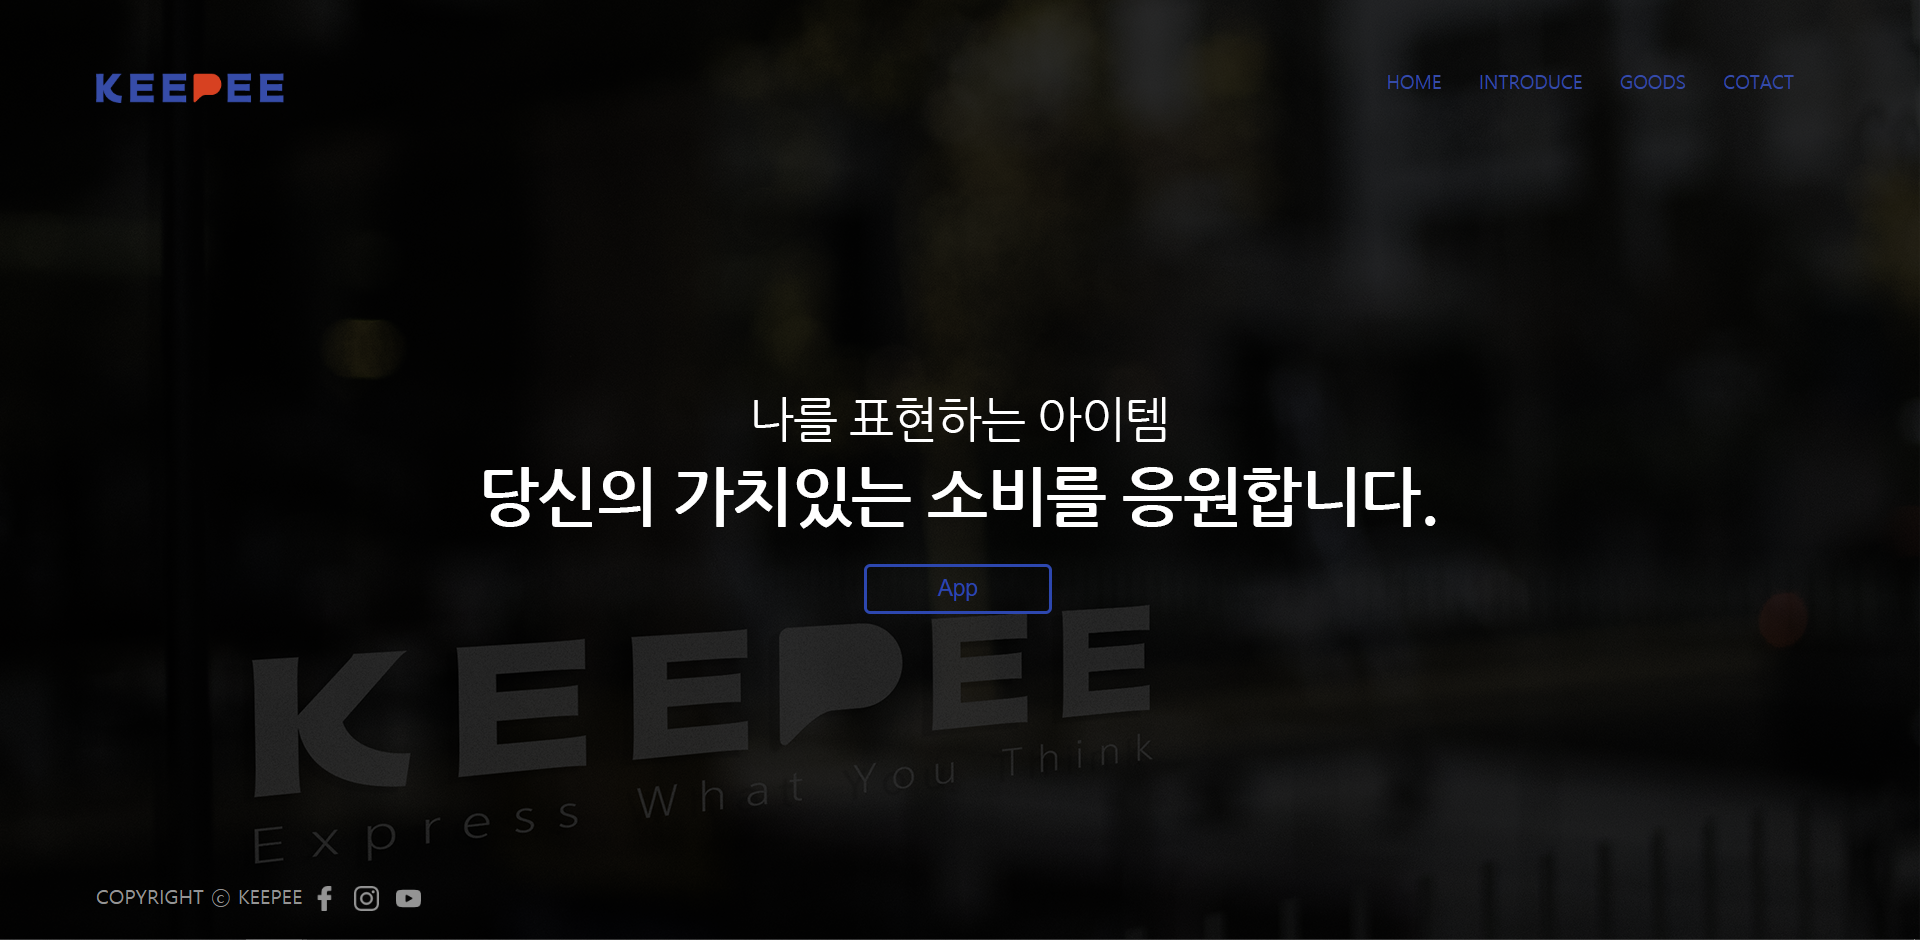 KEEPEE
HOME INTRODUCE GOODS COTACT
나를 표현하는 아이템
당신의 가치있는 소비를 응원합니다.
App
KEEPEE
Express What You Think
COPYRIGHT ⓒ KEEPEE